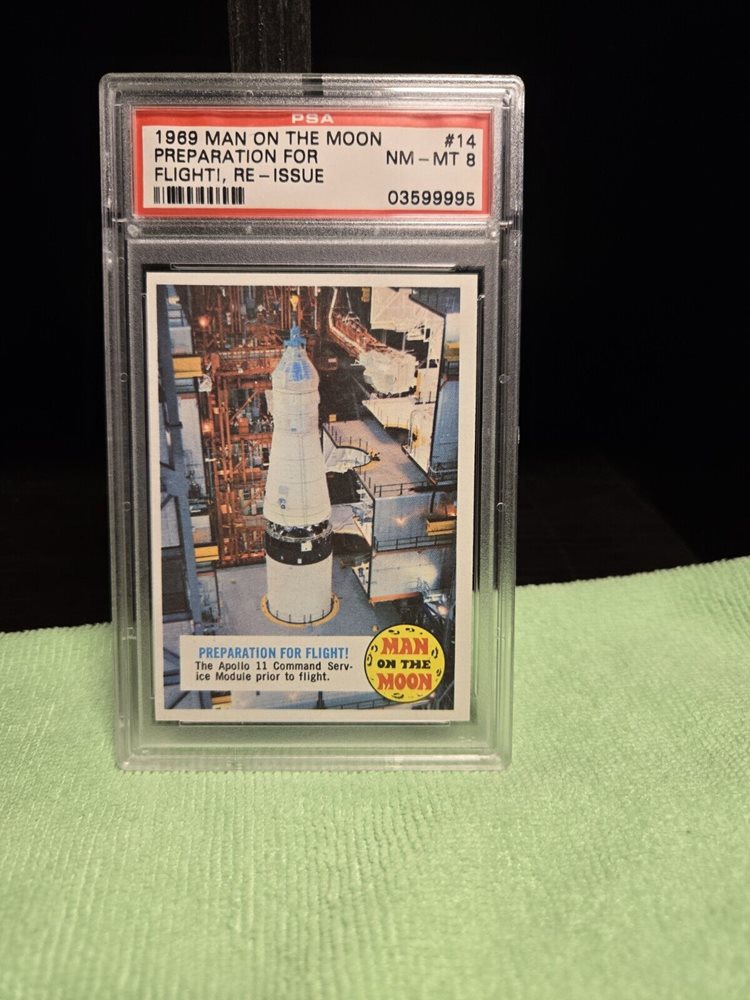 PSA
1969 MAN ON THE MOON #14
PREPARATION FOR NM-MT 8
FLIGHT!, RE-ISSUE
03599995
PREPARATION FOR FLIGHT!
The Apollo 11 Command Serv-
ice Module prior to flight.
MAN
ON THE
MOON